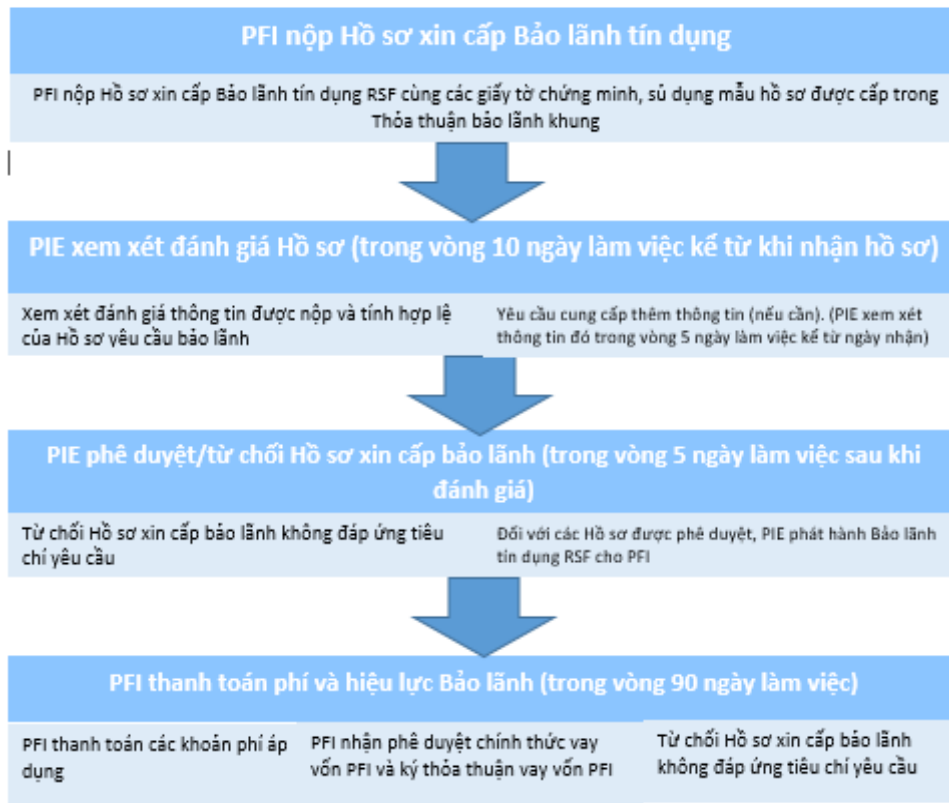 PFI nộp Hồ sơ xin cấp Bảo lãnh tín dụng
PFI nộp Hồ sơ xin cấp Bảo lãnh tín dụng RSF cùng các giấy tờ chứng minh, sủ dụng mẫu hồ sơ được cấp trong
Thỏa thuận bảo lãnh khung
PIE xem xét đánh giá Hồ sơ (trong vòng 10 ngày làm việc kể từ khi nhận hồ sơ)
Xem xét đánh giá thông tin được nộp và tính hợp lệ
của Hồ sơ yêu cầu bảo lãnh
Yêu cầu cung cấp thêm thông tin (nếu cần). (PIE xem xét
thông tin đó trong vòng 5 ngày làm việc kể từ ngày nhận)
PIE phê duyệt/từ chối Hồ sơ xin cấp bảo lãnh (trong vòng 5 ngày làm việc sau khi
đánh giá)
Từ chối Hồ sơ xin cấp bảo lãnh không đáp ứng tiêu
chí yêu cầu
Đối với các Hồ sơ được phê duyệt, PIE phát hành Bảo lãnh
tín dụng RSF cho PFI
PFI thanh toán phí và hiệu lực Bảo lãnh (trong vòng 90 ngày làm việc)
PFI thanh toán các khoản phí áp
dụng
PFI nhận phê duyệt chính thức vay
vốn PFI và ký thỏa thuận vay vốn PFI
Từ chối Hồ sơ xin cấp bảo lãnh
không đáp ứng tiêu chí yêu cầu